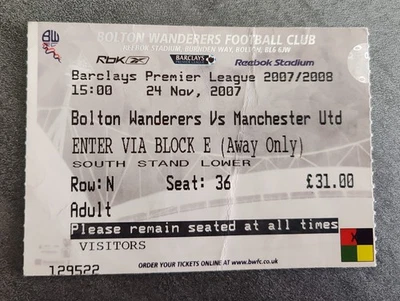 BOLTON WANDERERS FOOTBALL CLUB
REEBOK STADIUM, BURNDEN WAY, BOLTON, BL6 6JW
Rbk BARCLAYS Reebok Stadium
Barclays Premier League 2007/2008
15:00 24 Nov, 2007
Bolton Wanderers Vs Manchester Utd
ENTER VIA BLOCK E (Away Only)
SOUTH STAND LOWER
Row: N Seat: 36 £31.00
Adult
Please remain seated at all times
VISITORS
ORDER YOUR TICKETS ONLINE AT www.bwfc.co.uk
129522